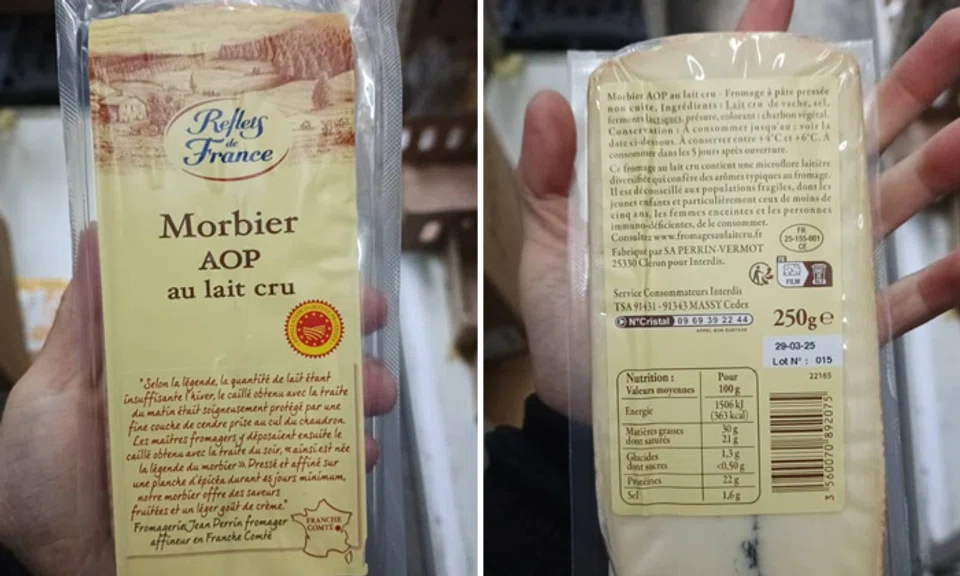 Reflets
de
France
Morbier
AOP
au lait cru
"Selon la légende, la quantité de lait étant
insuffisante l'hiver, le caillé obtenu avec la traite
du matin était soigneusement protégé par une
fine couche de cendre prise au cul du chaudron.
Les maîtres fromagers y déposaient ensuite le
caillé obtenu avec la traite du soir, « ainsi est née
la légende du morbier ». Pressé et affiné sur
une planche d'épicéa durant 45 jours minimum,
notre morbier offre des saveurs
fruitées et un léger goût de crème."
Fromagerie Jean Perrin fromager
affineur en Franche Comté
FRANCHE
COMTÉ
Morbier AOP au lait cru - Fromage à pâte pressée
non cuite. Ingrédients : Lait cru de vache, sel,
ferments lactiques, présure, colorant : charbon végétal.
Conservation : A consommer jusqu'au : voir la
date ci-dessous. A conserver entre +4°C et +6°C. A
consommer dans les 5 jours après ouverture.
Ce fromage au lait cru contient une microflore laitière
diversifiée qui confère des arômes typiques au fromage.
Il est déconseillé aux populations fragiles, dont les
jeunes enfants et particulièrement ceux de moins de
cinq ans, les femmes enceintes et les personnes
immuno-déficientes, de le consommer.
Consultez www.fromagesaulaitcru.fr
Fabriqué par SA PERRIN-VERMOT
25330 Cléron pour Interdis.
FR
25-155-001
CE
FILM
Service Consommateurs Interdis
TSA 91431 - 91343 MASSY Cedex
N°Cristal 09 69 39 22 44
APPEL NON SURTAXÉ
250g e
29-03-25
Lot N° : 015
22165
Nutrition : Pour
Valeurs moyennes 100 g
Energie 1506 kJ
(363 kcal)
Matières grasses 30 g
dont saturés 21 g
Glucides 1,3 g
dont sucres <0,50 g
Protéines 22 g
Sel 1,6 g
3 560070 892075